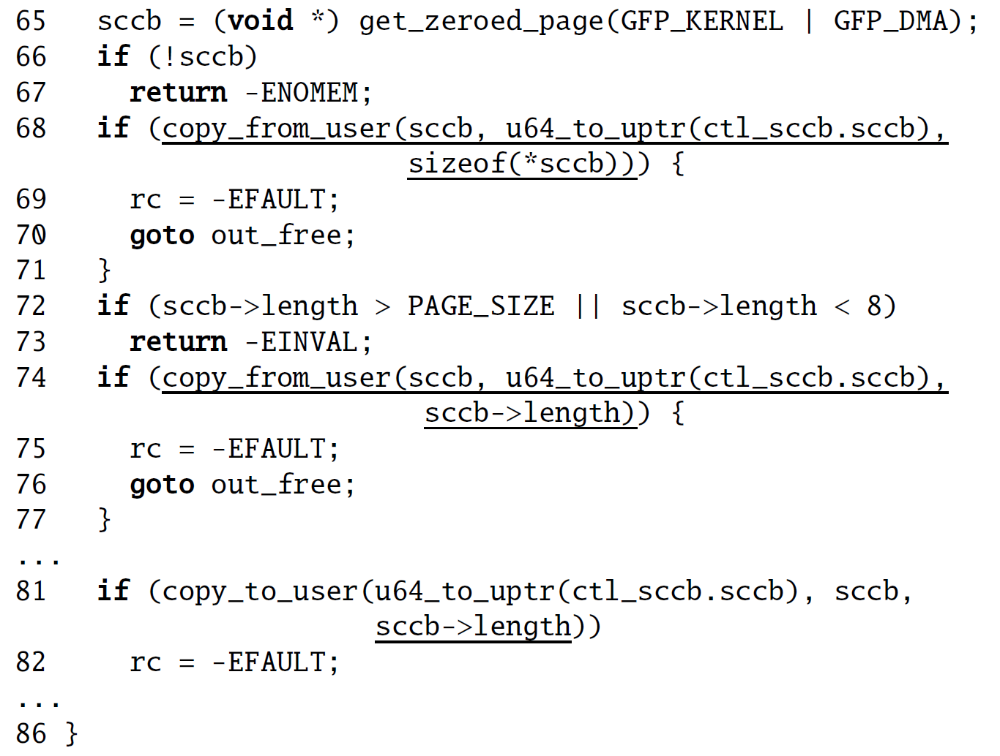 65   sccb = (void *) get_zeroed_page(GFP_KERNEL | GFP_DMA);
66   if (!sccb)
67     return -ENOMEM;
68   if (copy_from_user(sccb, u64_to_uptr(ctl_sccb.sccb),
                        sizeof(*sccb))) {
69     rc = -EFAULT;
70     goto out_free;
71   }
72   if (sccb->length > PAGE_SIZE || sccb->length < 8)
73     return -EINVAL;
74   if (copy_from_user(sccb, u64_to_uptr(ctl_sccb.sccb),
                         sccb->length)) {
75     rc = -EFAULT;
76     goto out_free;
77   }
...
81   if (copy_to_user(u64_to_uptr(ctl_sccb.sccb), sccb,
                      sccb->length))
82     rc = -EFAULT;
...
86 }